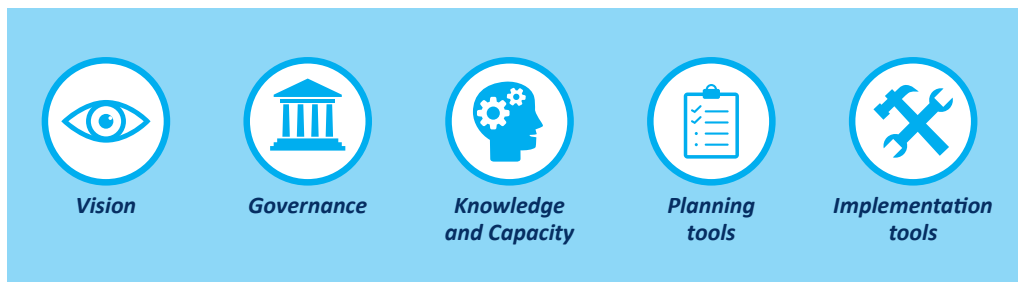 Vision
Governance
Knowledge
and Capacity
Planning
tools
Implementation
tools